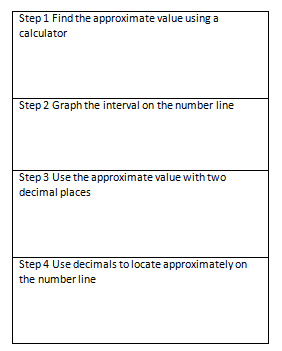 Step 1 Find the approximate value using a
calculator
Step 2 Graph the interval on the number line
Step 3 Use the approximate value with two
decimal places
Step 4 Use decimals to locate approximately on
the number line